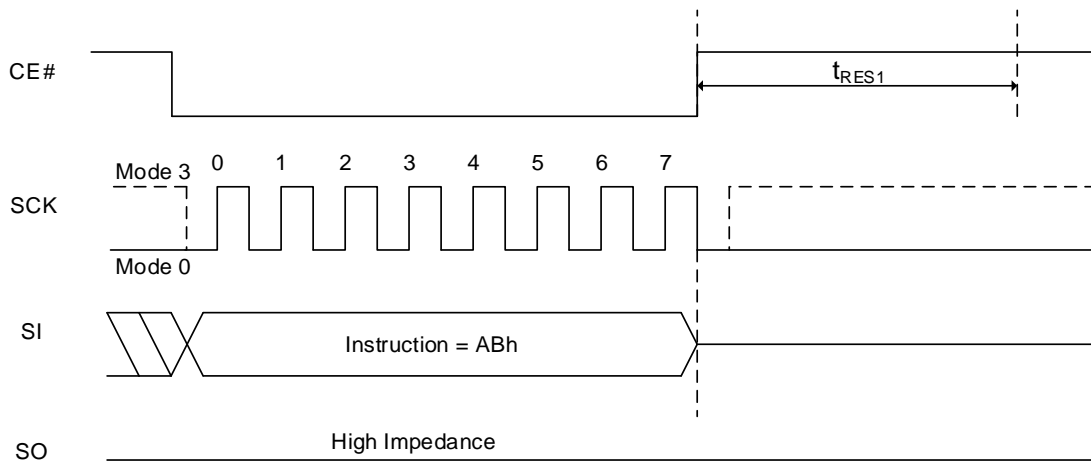 CE#
tRES1
Mode 3
0 1 2 3 4 5 6 7
SCK
Mode 0
SI
Instruction = ABh
High Impedance
SO